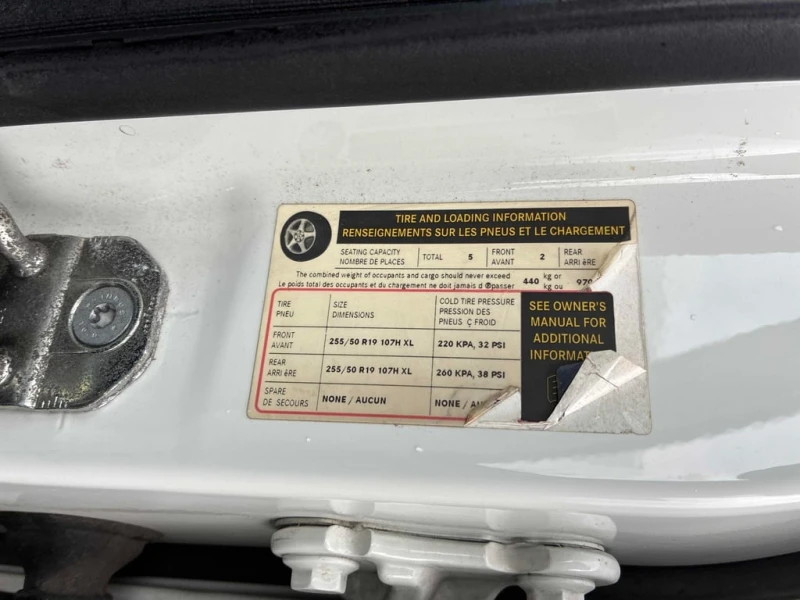 TIRE AND LOADING INFORMATION
RENSEIGNEMENTS SUR LES PNEUS ET LE CHARGEMENT
SEATING CAPACITY
NOMBRE DE PLACES
TOTAL 5
FRONT
AVANT
2
REAR
ARRIèRE
The combined weight of occupants and cargo should never exceed
Le poids total des occupants et du chargement ne doit jamais d®passer
440 kg or
kg ou
TIRE
PNEU
SIZE
DIMENSIONS
COLD TIRE PRESSURE
PRESSION DES
PNEUS Ç FROID
FRONT
AVANT
255/50 R19 107H XL
220 KPA, 32 PSI
REAR
ARRIèRE
255/50 R19 107H XL
260 KPA, 38 PSI
SPARE
DE SECOURS
NONE / AUCUN
NONE /
SEE OWNER'S
MANUAL FOR
ADDITIONAL